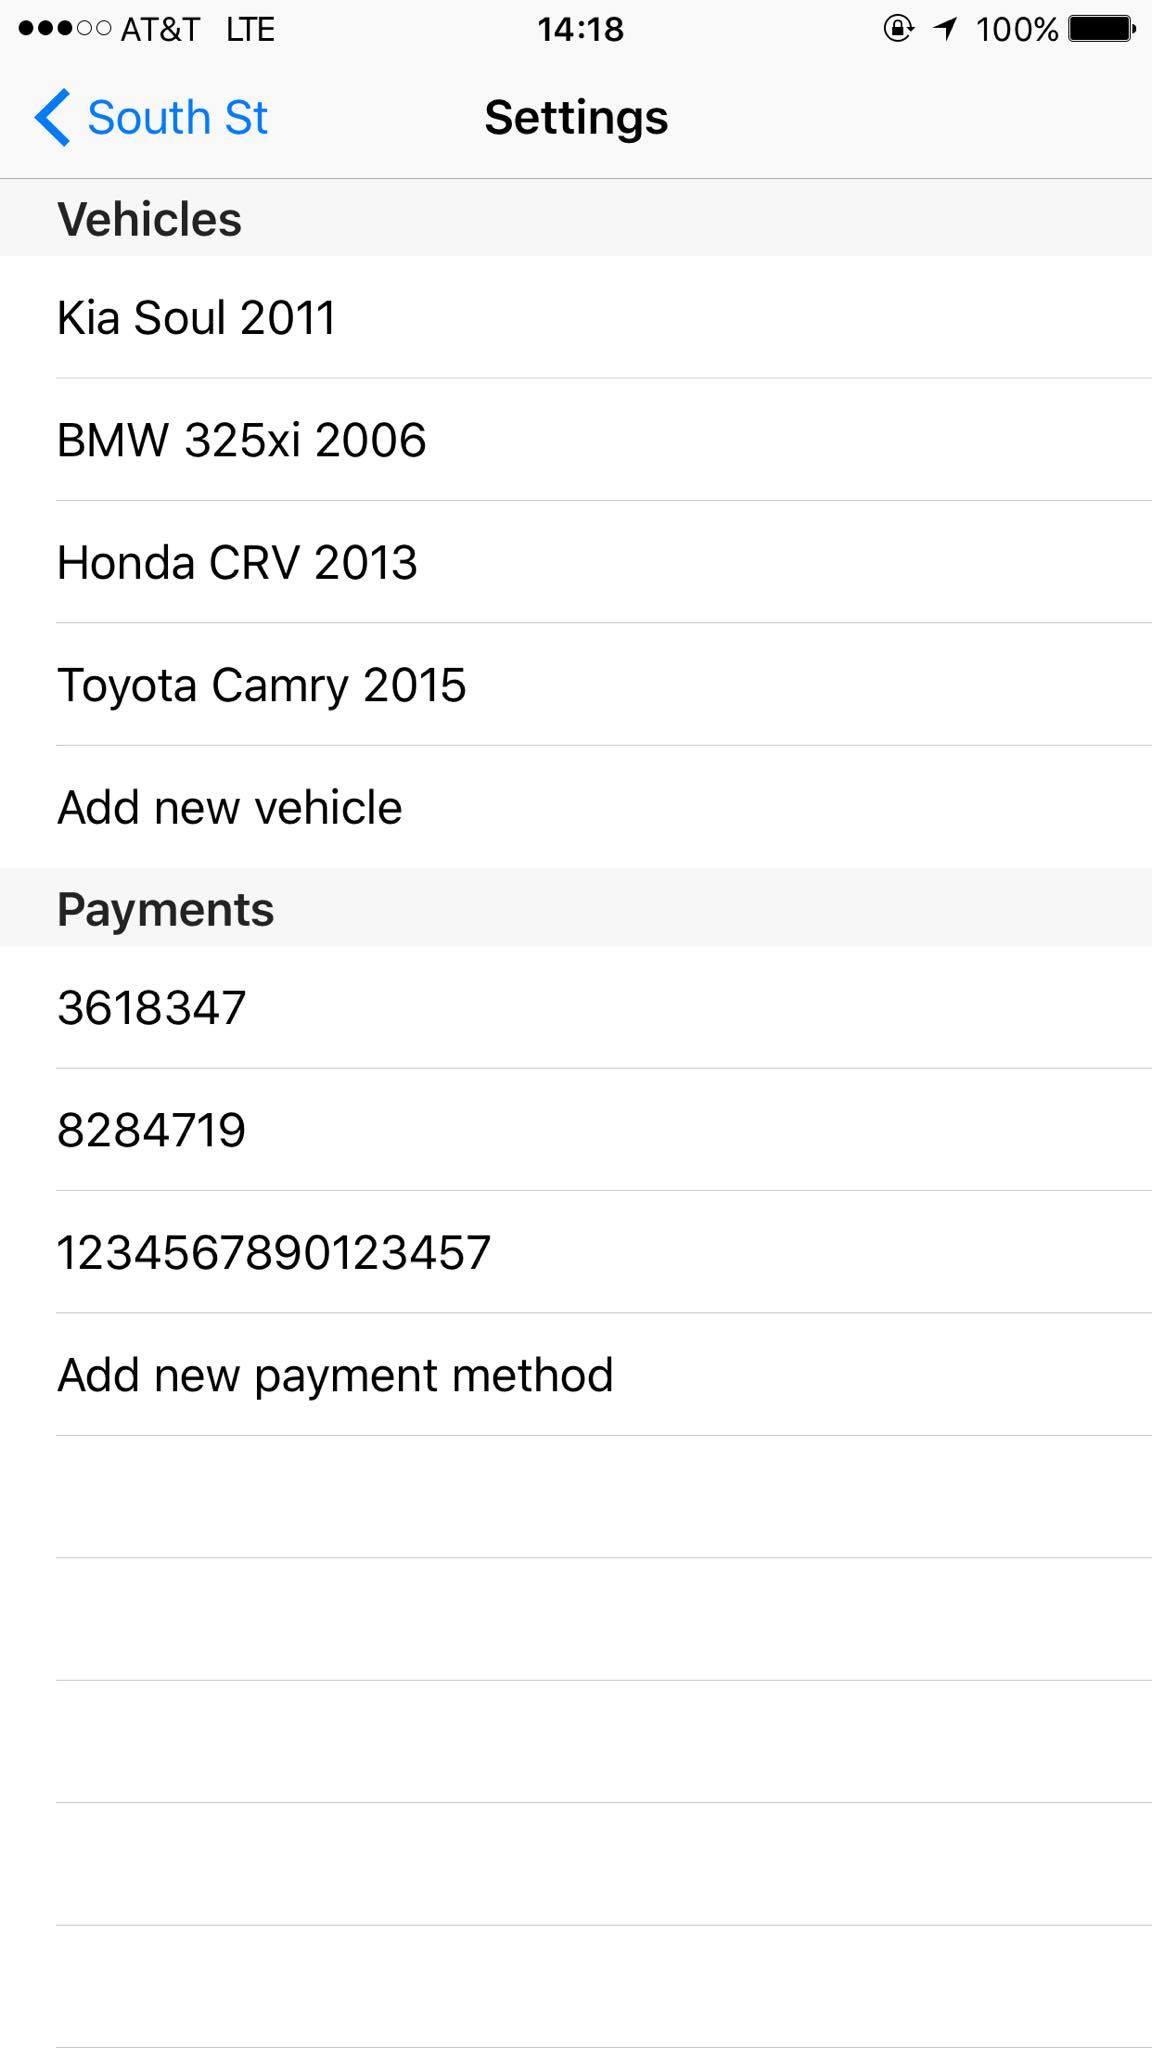 AT&T LTE 14:18 100%
South St Settings
Vehicles
Kia Soul 2011
BMW 325xi 2006
Honda CRV 2013
Toyota Camry 2015
Add new vehicle
Payments
3618347
8284719
1234567890123457
Add new payment method